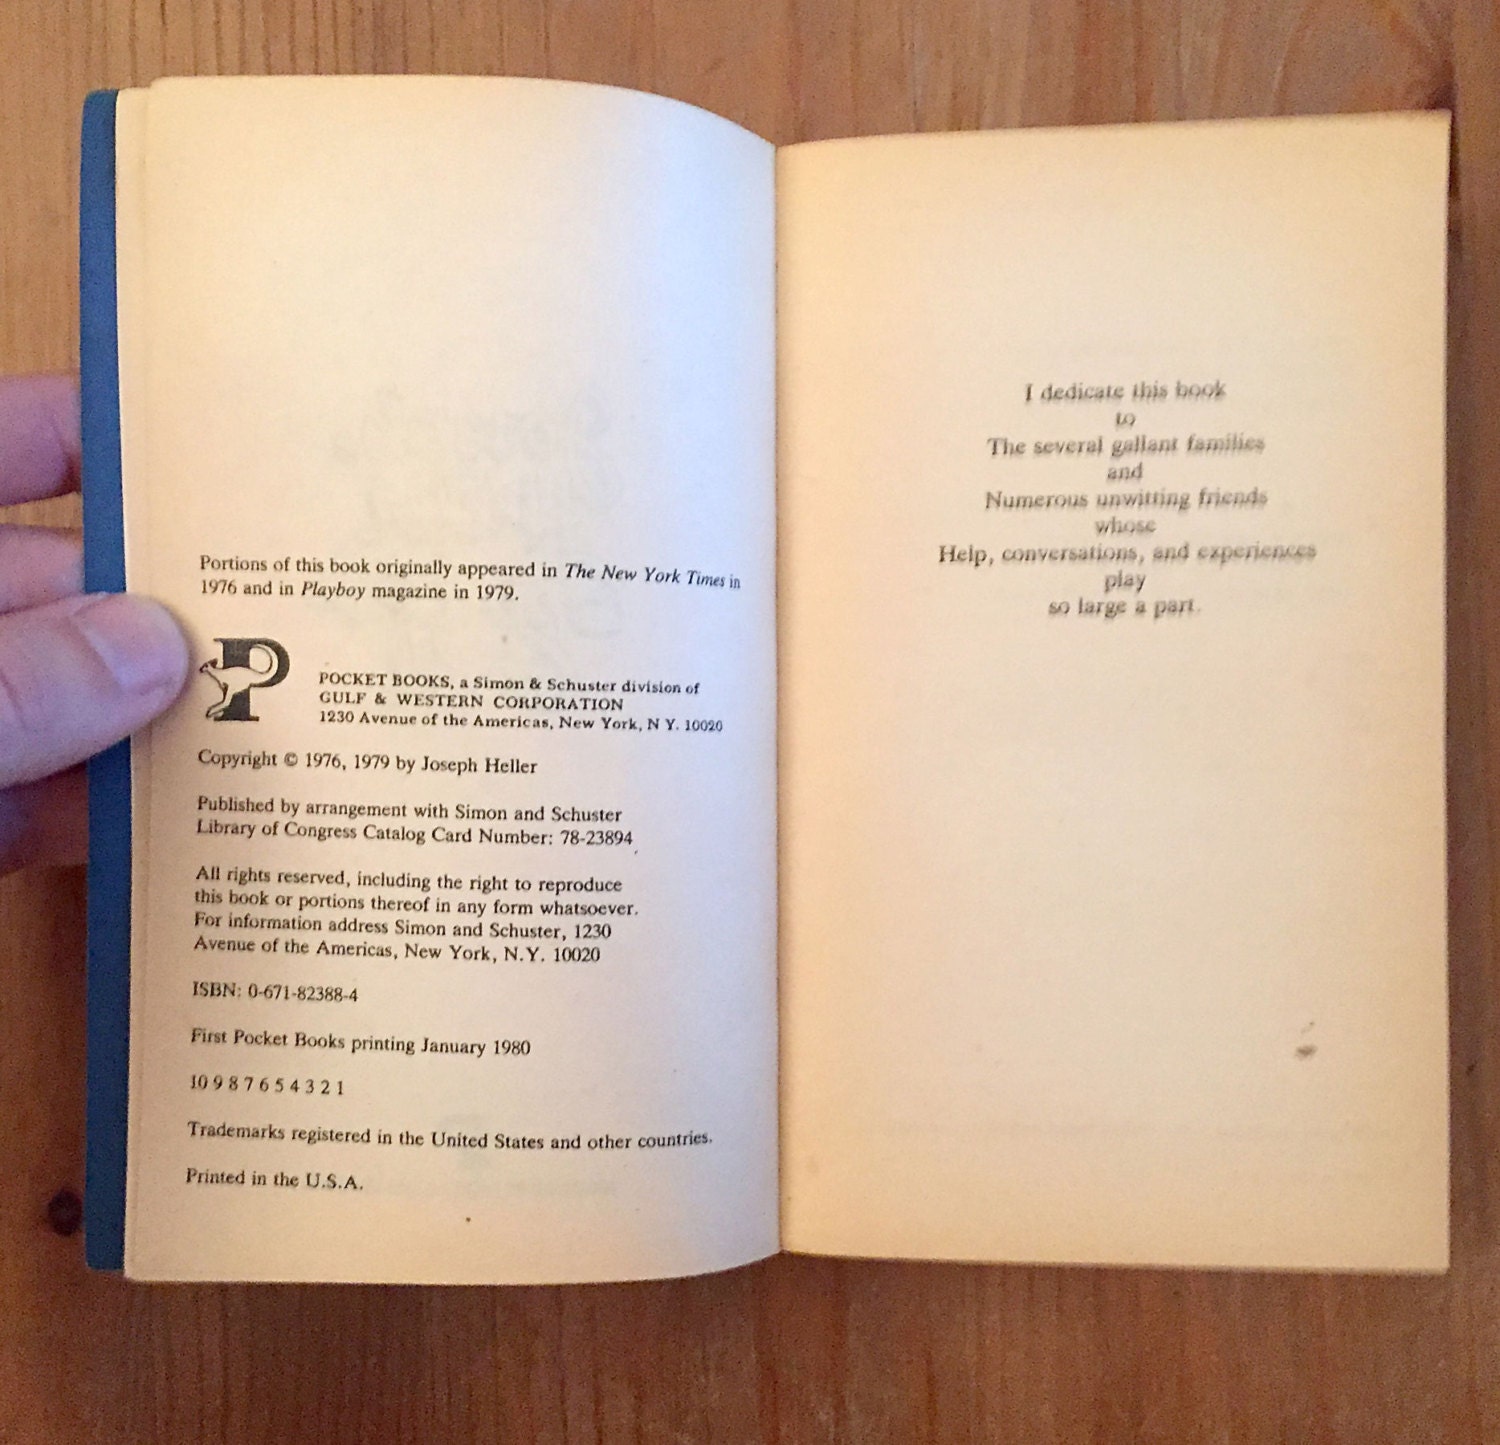 Portions of this book originally appeared in The New York Times in
1976 and in Playboy magazine in 1979.
P
POCKET BOOKS, a Simon & Schuster division of
GULF & WESTERN CORPORATION
1230 Avenue of the Americas, New York, N Y. 10020
Copyright © 1976, 1979 by Joseph Heller
Published by arrangement with Simon and Schuster
Library of Congress Catalog Card Number: 78-23894
All rights reserved, including the right to reproduce
this book or portions thereof in any form whatsoever.
For information address Simon and Schuster, 1230
Avenue of the Americas, New York, N.Y. 10020
ISBN: 0-671-82388-4
First Pocket Books printing January 1980
10 9 8 7 6 5 4 3 2 1
Trademarks registered in the United States and other countries.
Printed in the U.S.A.
I dedicate this book
to
The several gallant families
and
Numerous unwitting friends
whose
Help, conversations, and experiences
play
so large a part.